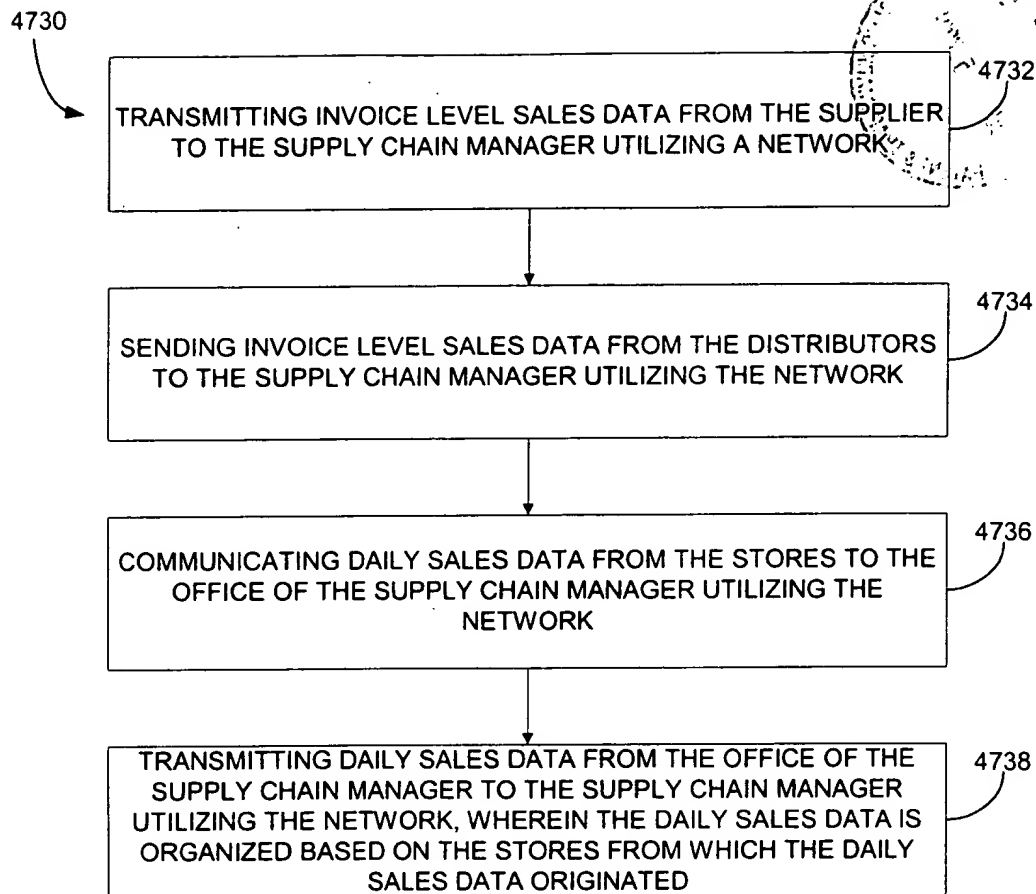 4730
4732
TRANSMITTING INVOICE LEVEL SALES DATA FROM THE SUPPLIER
TO THE SUPPLY CHAIN MANAGER UTILIZING A NETWORK
4734
SENDING INVOICE LEVEL SALES DATA FROM THE DISTRIBUTORS
TO THE SUPPLY CHAIN MANAGER UTILIZING THE NETWORK
4736
COMMUNICATING DAILY SALES DATA FROM THE STORES TO THE
OFFICE OF THE SUPPLY CHAIN MANAGER UTILIZING THE
NETWORK
4738
TRANSMITTING DAILY SALES DATA FROM THE OFFICE OF THE
SUPPLY CHAIN MANAGER TO THE SUPPLY CHAIN MANAGER
UTILIZING THE NETWORK, WHEREIN THE DAILY SALES DATA IS
ORGANIZED BASED ON THE STORES FROM WHICH THE DAILY
SALES DATA ORIGINATED